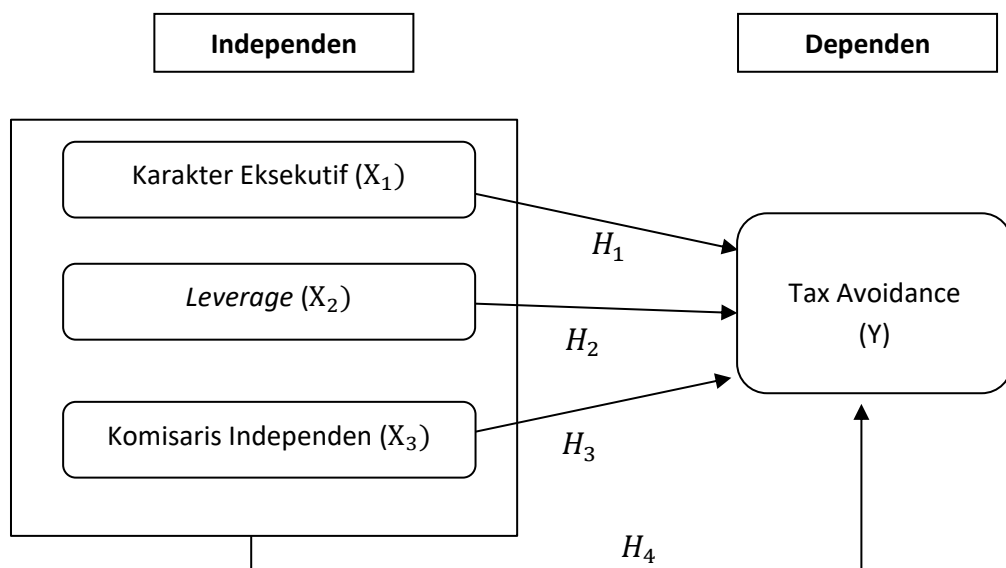 Independen
Dependen
Karakter Eksekutif (X₁)
H₁
Leverage (X₂)
Tax Avoidance
(Y)
H₂
Komisaris Independen (X₃)
H₃
H₄